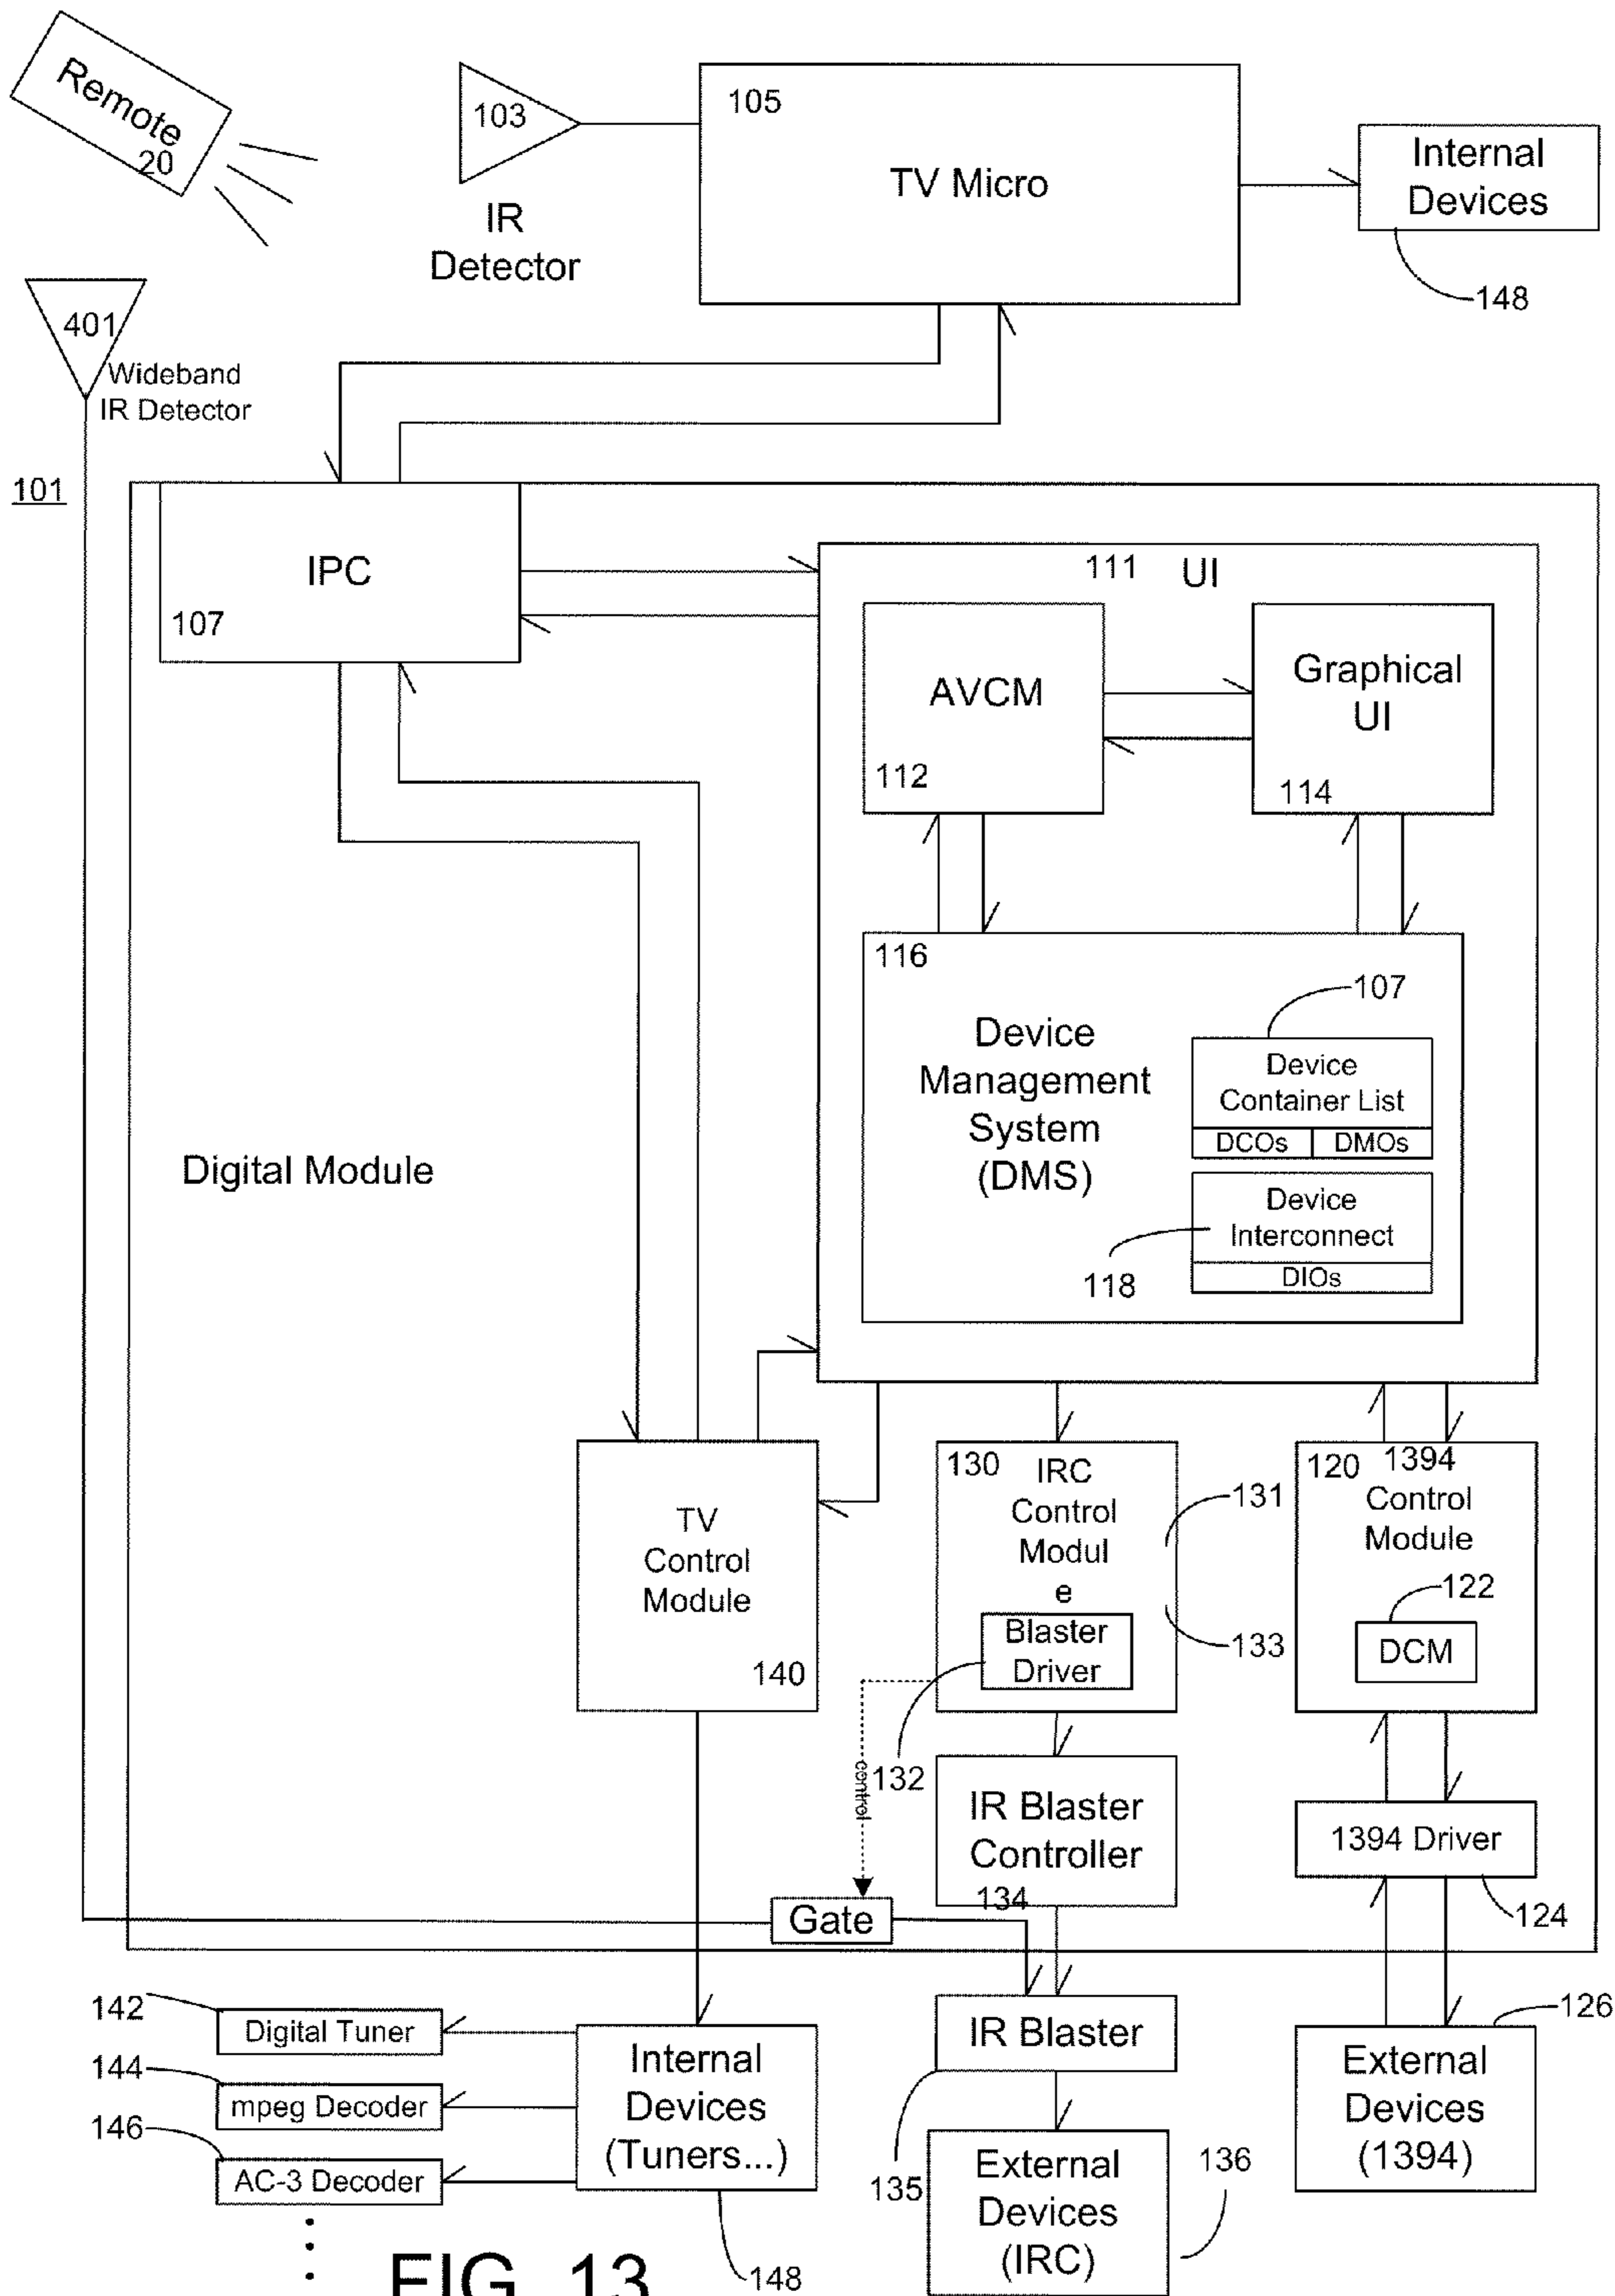 Remote
20
103
IR
Detector
105
TV Micro
Internal
Devices
148
401
Wideband
IR Detector
101
IPC
107
111 UI
AVCM
112
Graphical
UI
114
116
Device
Management
System
(DMS)
107
Device
Container List
DCOs DMOs
Device
Interconnect
118
DIOs
Digital Module
TV
Control
Module
140
130 IRC
Control
Modul
e
131
133
Blaster
Driver
132
control
120 1394
Control
Module
122
DCM
IR Blaster
Controller
134
1394 Driver
124
Gate
142
Digital Tuner
144
mpeg Decoder
146
AC-3 Decoder
Internal
Devices
(Tuners...)
148
IR Blaster
135
External
Devices
(IRC)
136
126
External
Devices
(1394)
FIG. 13